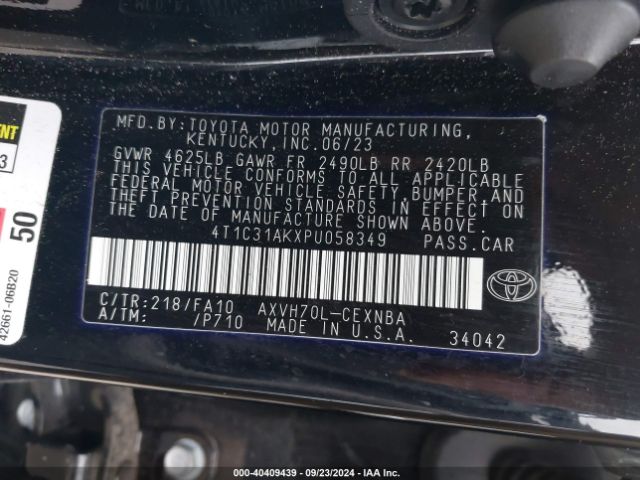 MFD.BY:TOYOTA MOTOR MANUFACTURING,
KENTUCKY, INC.06/23
GVWR 4625LB GAWR FR 2490LB RR 2420LB
THIS VEHICLE CONFORMS TO ALL APPLICABLE
FEDERAL MOTOR VEHICLE SAFETY, BUMPER, AND
THEFT PREVENTION STANDARDS IN EFFECT ON
THE DATE OF MANUFACTURE SHOWN ABOVE.
4T1C31AKXPU058349 PASS.CAR
C/TR:218/FA10 AXVH70L-CEXNBA
A/TM: /P710 MADE IN U.S.A. 34042
50
42661-06B20
000-40409439 - 09/23/2024 - IAA Inc.